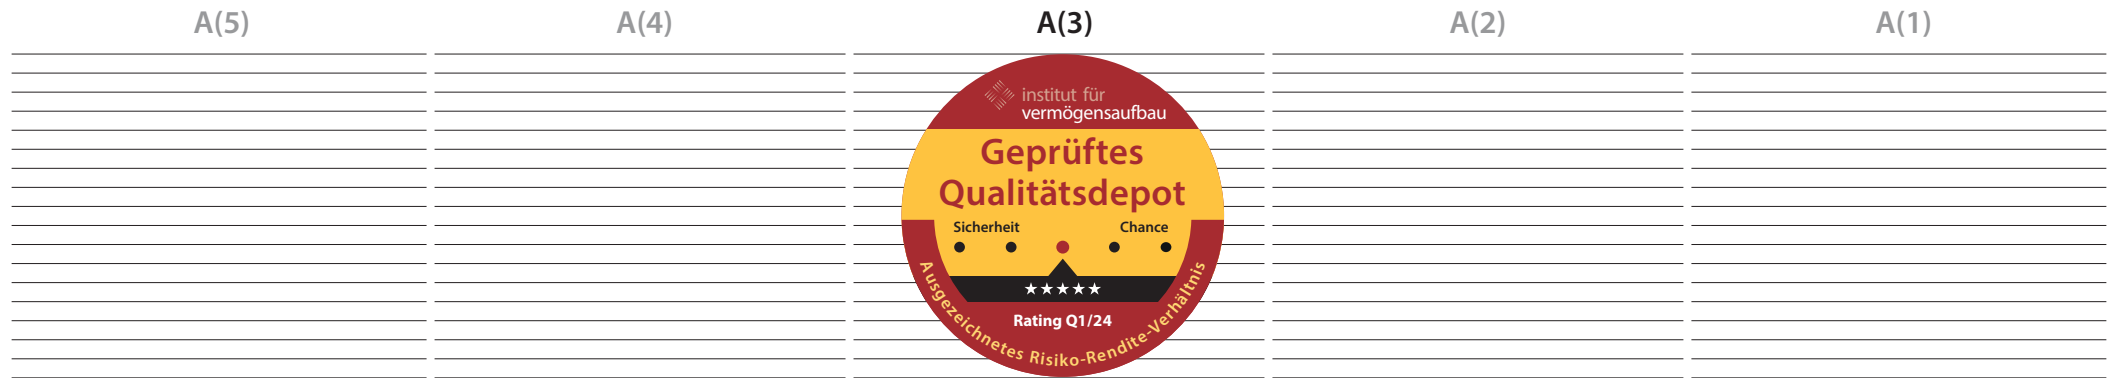 A(5) A(4) A(3) A(2) A(1)
institut für
vermögensaufbau
Geprüftes
Qualitätsdepot
Sicherheit Chance
★★★★★
Rating Q1/24
Ausgezeichnetes Risiko-Rendite-Verhältnis